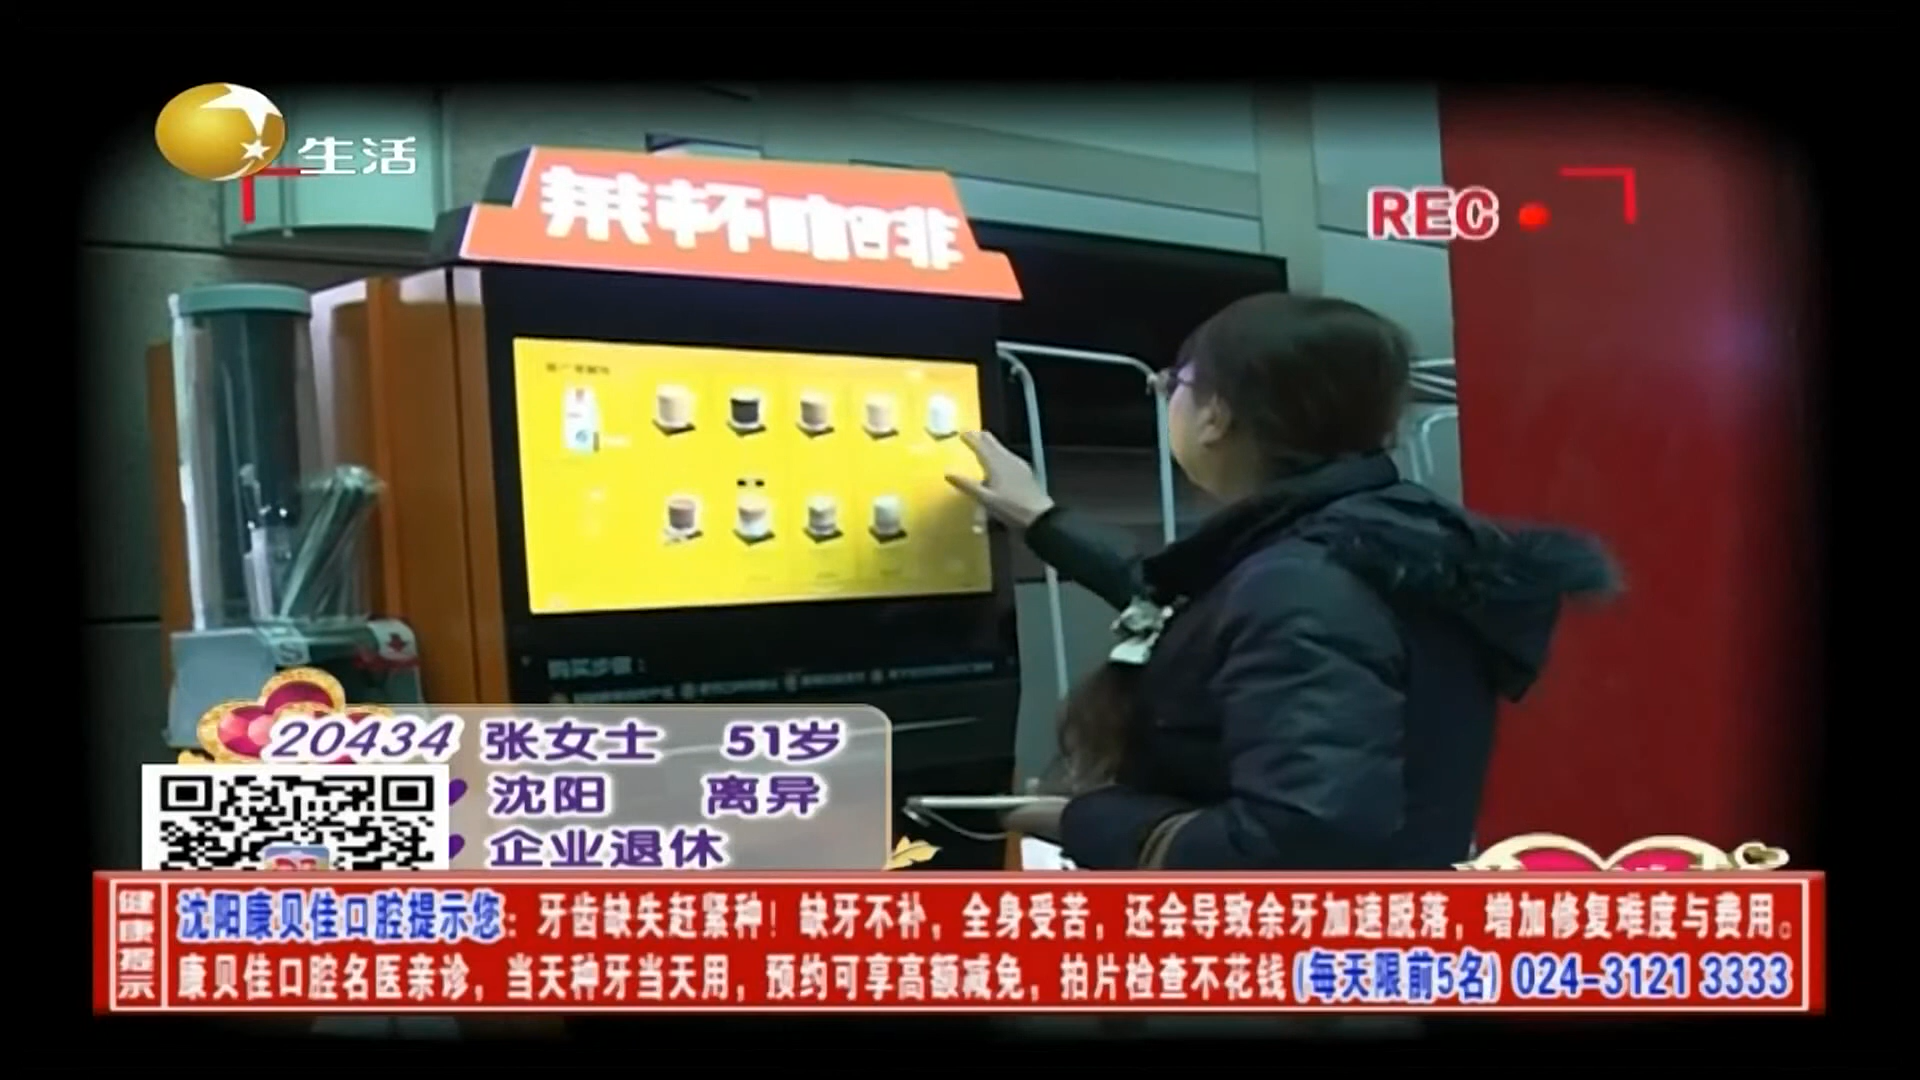 生活
REC
购买步骤：
20434 张女士 51岁
沈阳 离异
企业退休
健康提示
沈阳康贝佳口腔提示您：牙齿缺失赶紧种！缺牙不补，全身受苦，还会导致余牙加速脱落，增加修复难度与费用。
康贝佳口腔名医亲诊，当天种牙当天用，预约可享高额减免，拍片检查不花钱(每天限前5名) 024-3121 3333